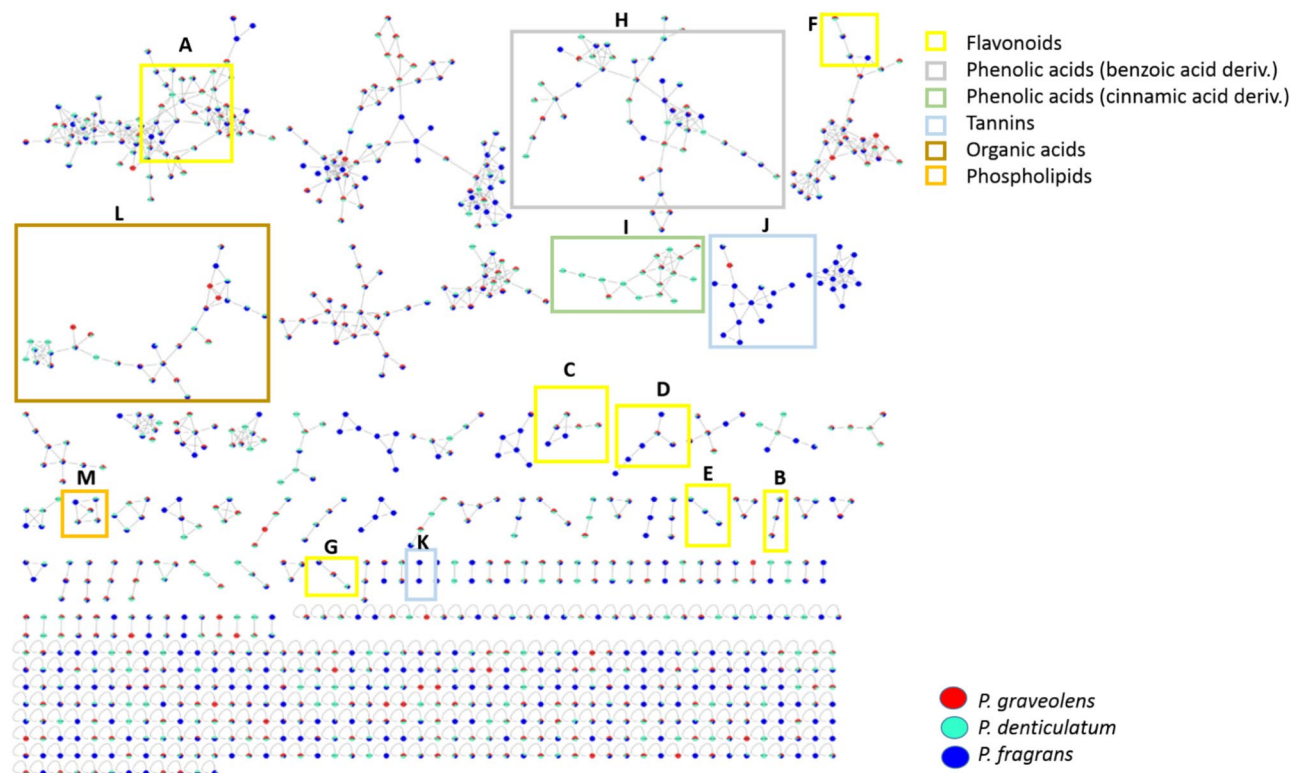 A
H
F
Flavonoids
Phenolic acids (benzoic acid deriv.)
Phenolic acids (cinnamic acid deriv.)
Tannins
Organic acids
Phospholipids
L
I
J
C
D
M
E
B
G
K
P. graveolens
P. denticulatum
P. fragrans